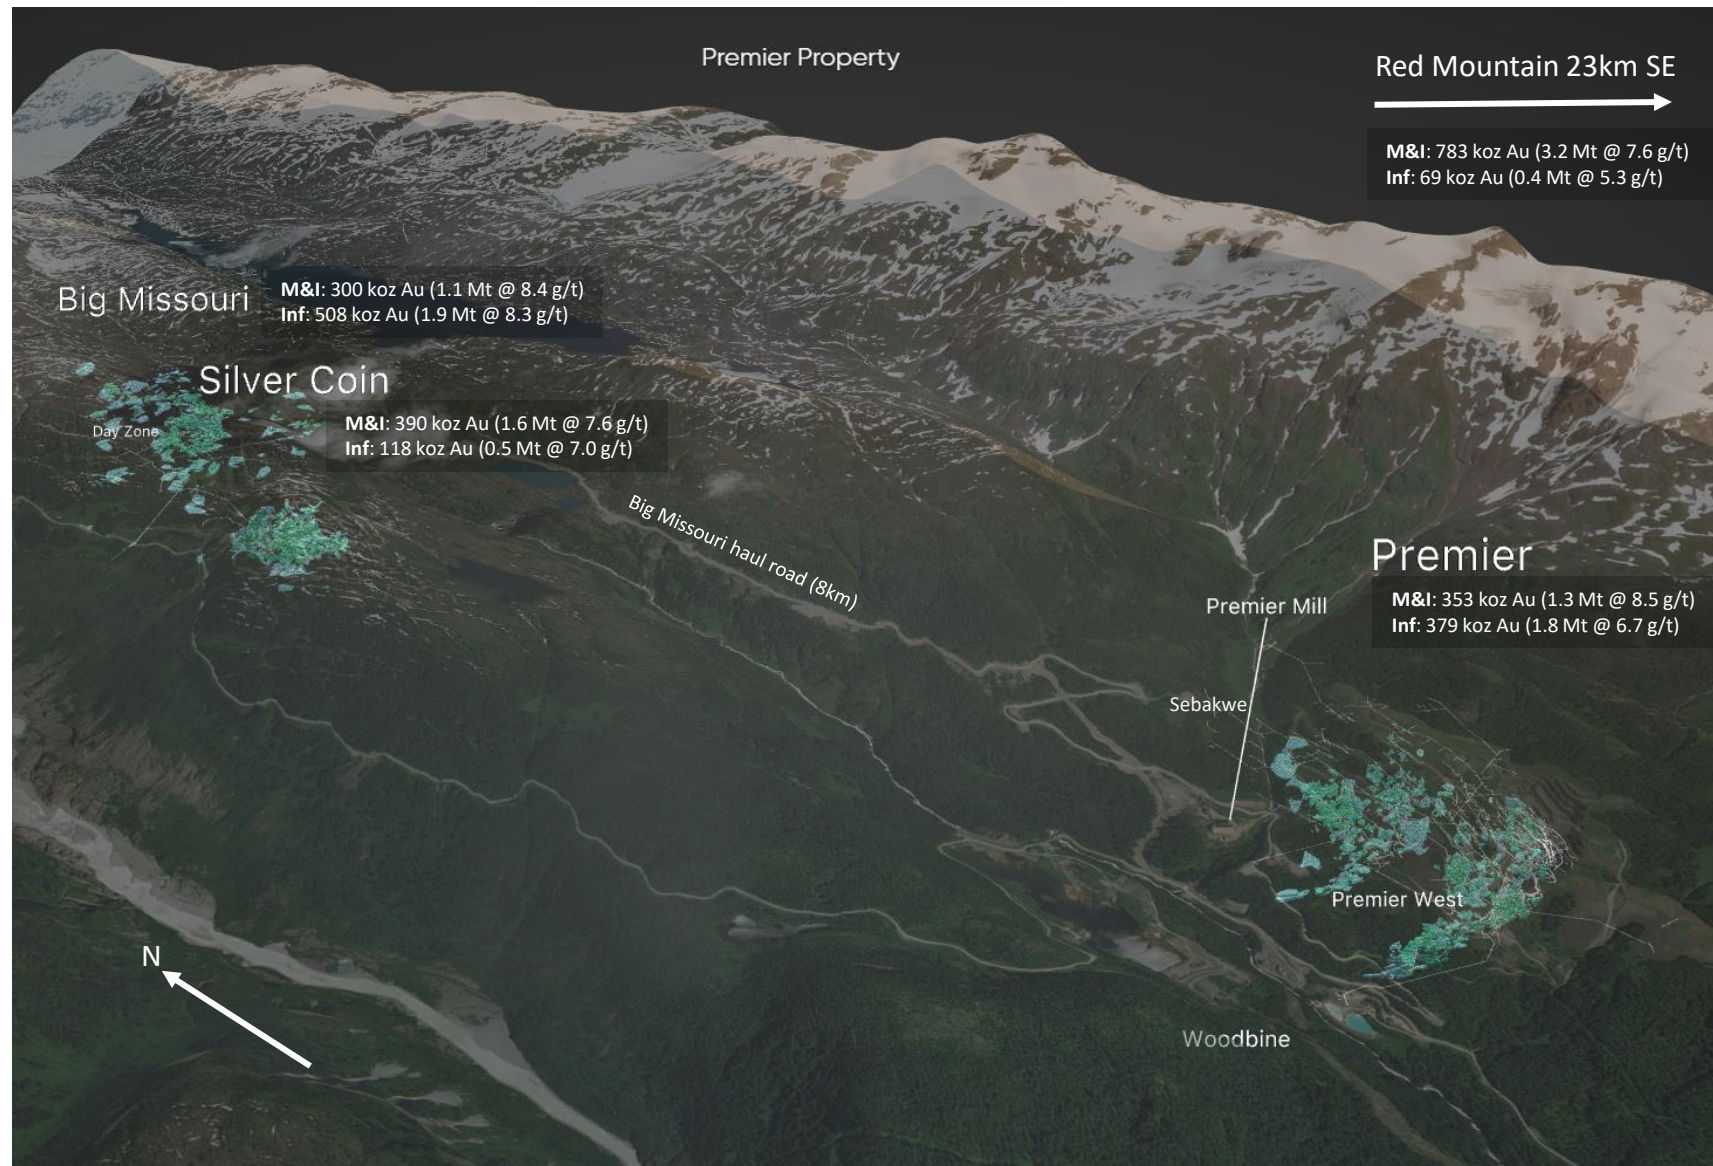 Premier Property
Red Mountain 23km SE
M&I: 783 koz Au (3.2 Mt @ 7.6 g/t)
Inf: 69 koz Au (0.4 Mt @ 5.3 g/t)
Big Missouri
M&I: 300 koz Au (1.1 Mt @ 8.4 g/t)
Inf: 508 koz Au (1.9 Mt @ 8.3 g/t)
Silver Coin
M&I: 390 koz Au (1.6 Mt @ 7.6 g/t)
Inf: 118 koz Au (0.5 Mt @ 7.0 g/t)
Day Zone
Big Missouri haul road (8km)
Premier
M&I: 353 koz Au (1.3 Mt @ 8.5 g/t)
Inf: 379 koz Au (1.8 Mt @ 6.7 g/t)
Premier Mill
Sebakwe
Premier West
N
Woodbine